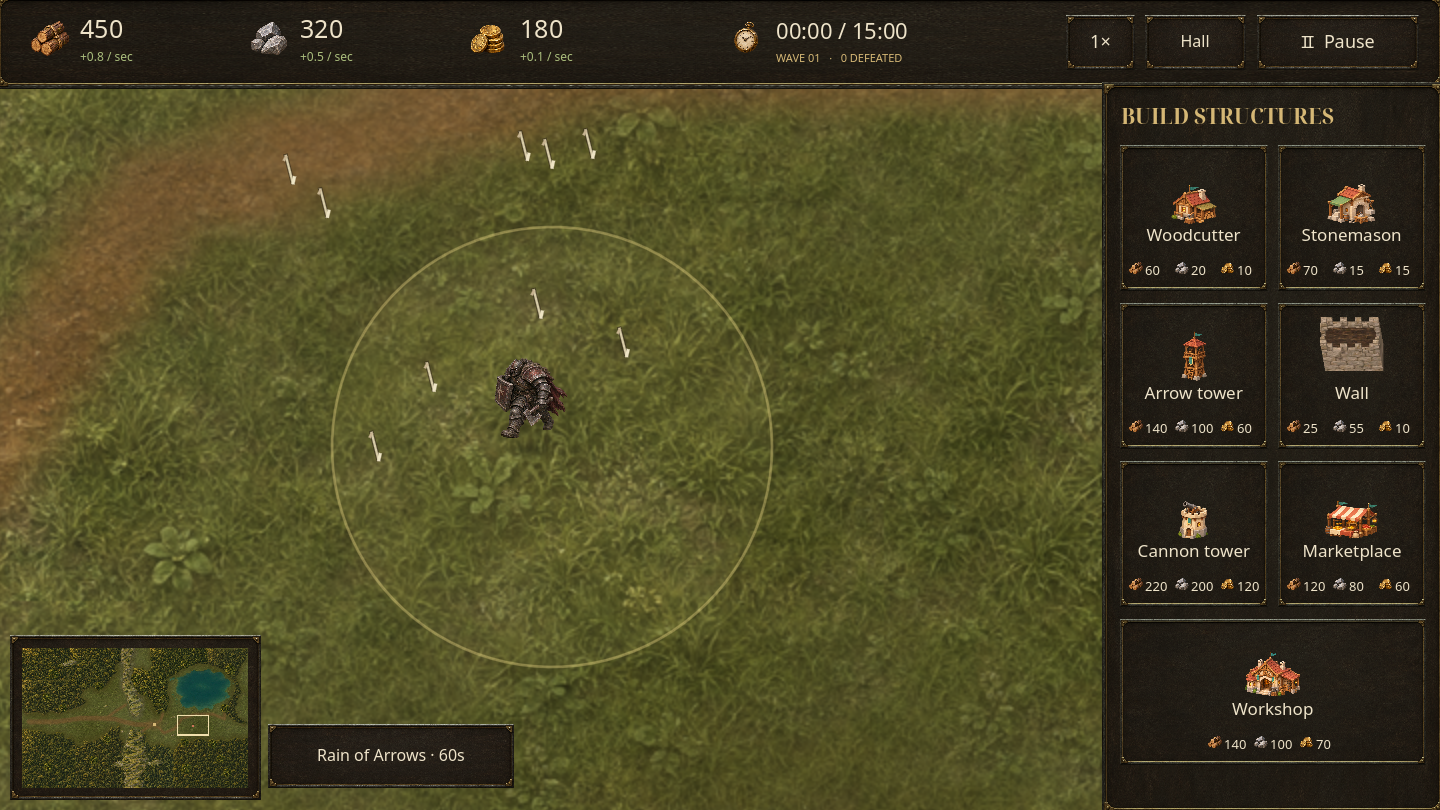 450
+0.8 / sec
320
+0.5 / sec
180
+0.1 / sec
00:00 / 15:00
WAVE 01 · 0 DEFEATED
1×
Hall
Pause
BUILD STRUCTURES
Woodcutter
60 20 10
Stonemason
70 15 15
Arrow tower
140 100 60
Wall
25 55 10
Cannon tower
220 200 120
Marketplace
120 80 60
Workshop
140 100 70
Rain of Arrows · 60s